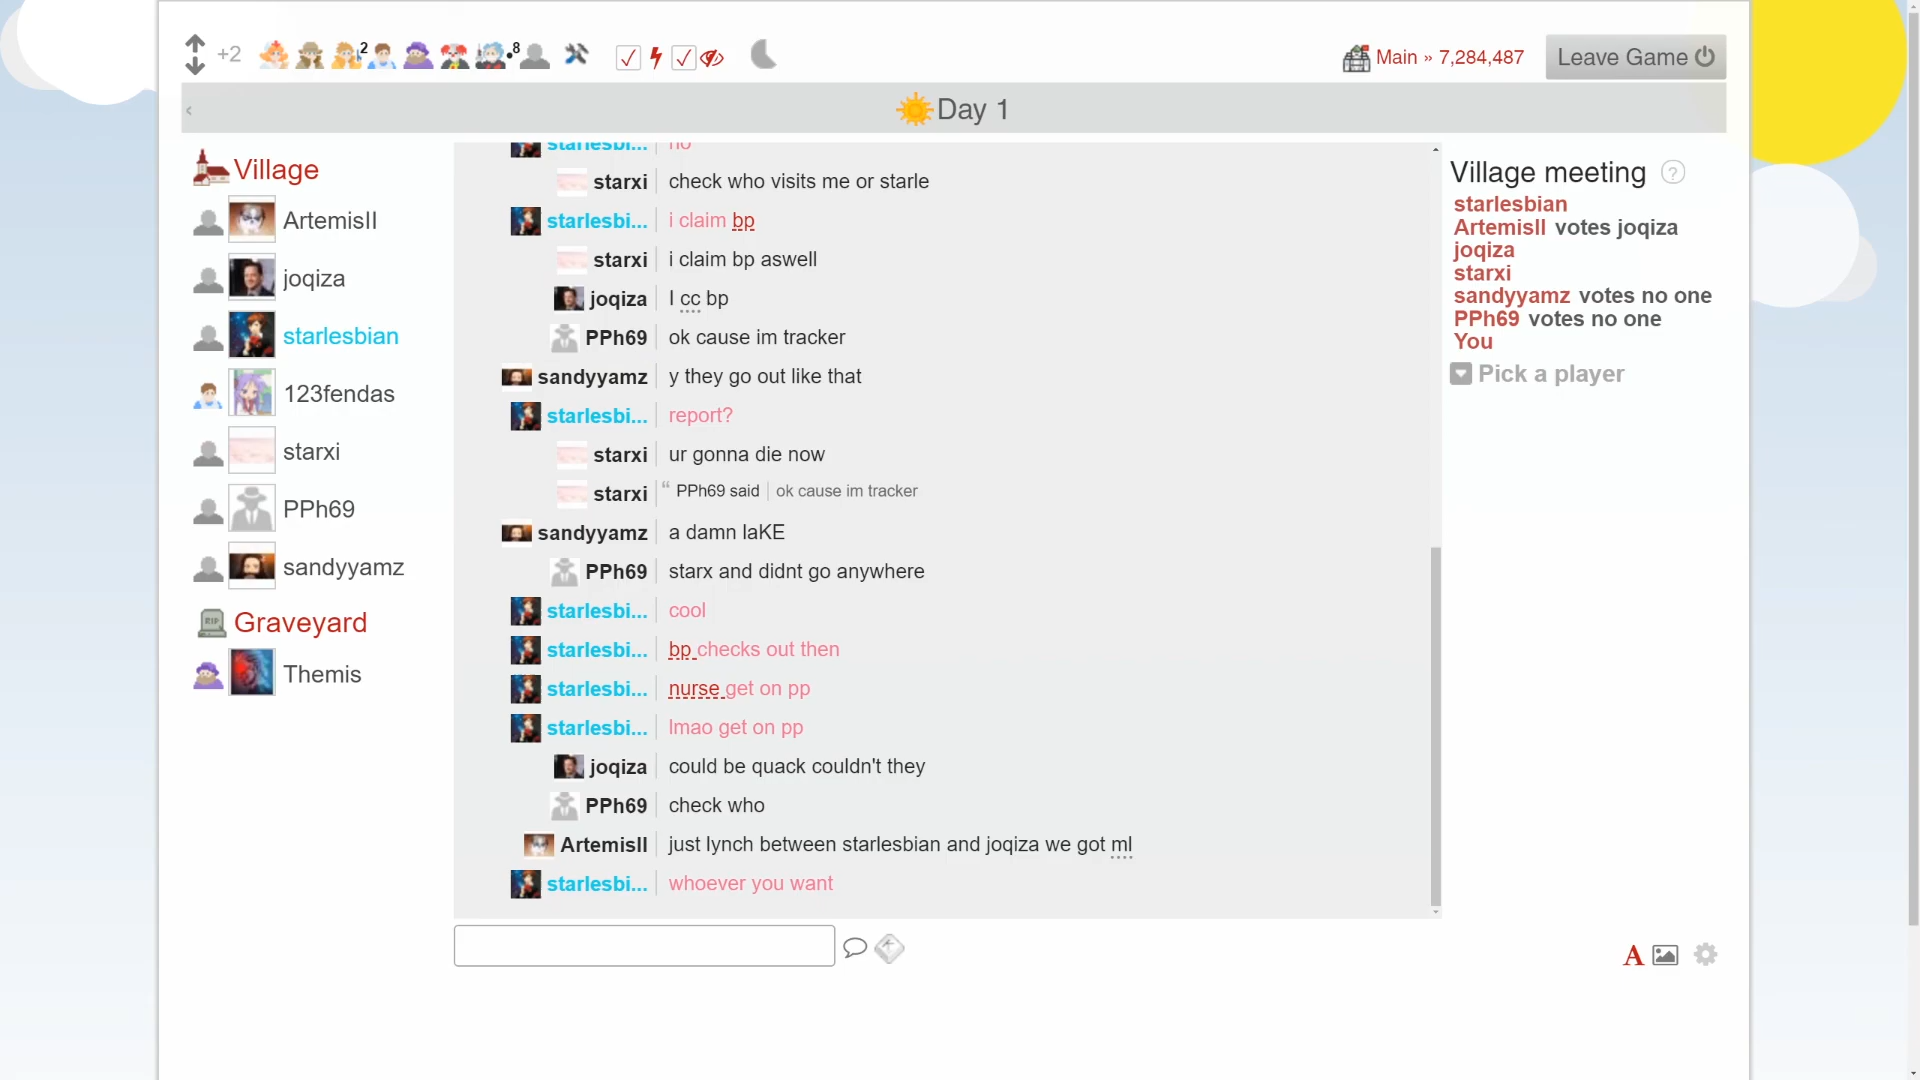 +2
2
8
Main » 7,284,487
Leave Game
‹
Day 1
Village
ArtemisII
joqiza
starlesbian
123fendas
starxi
PPh69
sandyyamz
Graveyard
Themis
starlesbi... no
starxi check who visits me or starle
starlesbi... i claim bp
starxi i claim bp aswell
joqiza I cc bp
PPh69 ok cause im tracker
sandyyamz y they go out like that
starlesbi... report?
starxi ur gonna die now
starxi “ PPh69 said ok cause im tracker
sandyyamz a damn laKE
PPh69 starx and didnt go anywhere
starlesbi... cool
starlesbi... bp checks out then
starlesbi... nurse get on pp
starlesbi... lmao get on pp
joqiza could be quack couldn't they
PPh69 check who
ArtemisII just lynch between starlesbian and joqiza we got ml
starlesbi... whoever you want
Village meeting ?
starlesbian
ArtemisII votes joqiza
joqiza
starxi
sandyyamz votes no one
PPh69 votes no one
You
Pick a player
A